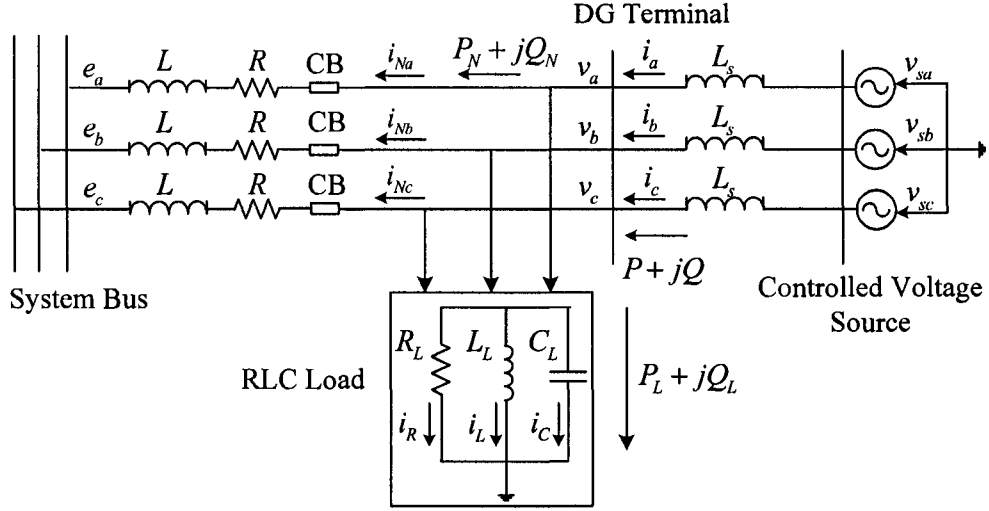 DG Terminal
e_a L R CB i_Na P_N + jQ_N v_a i_a L_s v_sa
e_b L R CB i_Nb v_b i_b L_s v_sb
e_c L R CB i_Nc v_c i_c L_s v_sc
P + jQ
System Bus
Controlled Voltage
Source
RLC Load
R_L L_L C_L
P_L + jQ_L
i_R i_L i_C